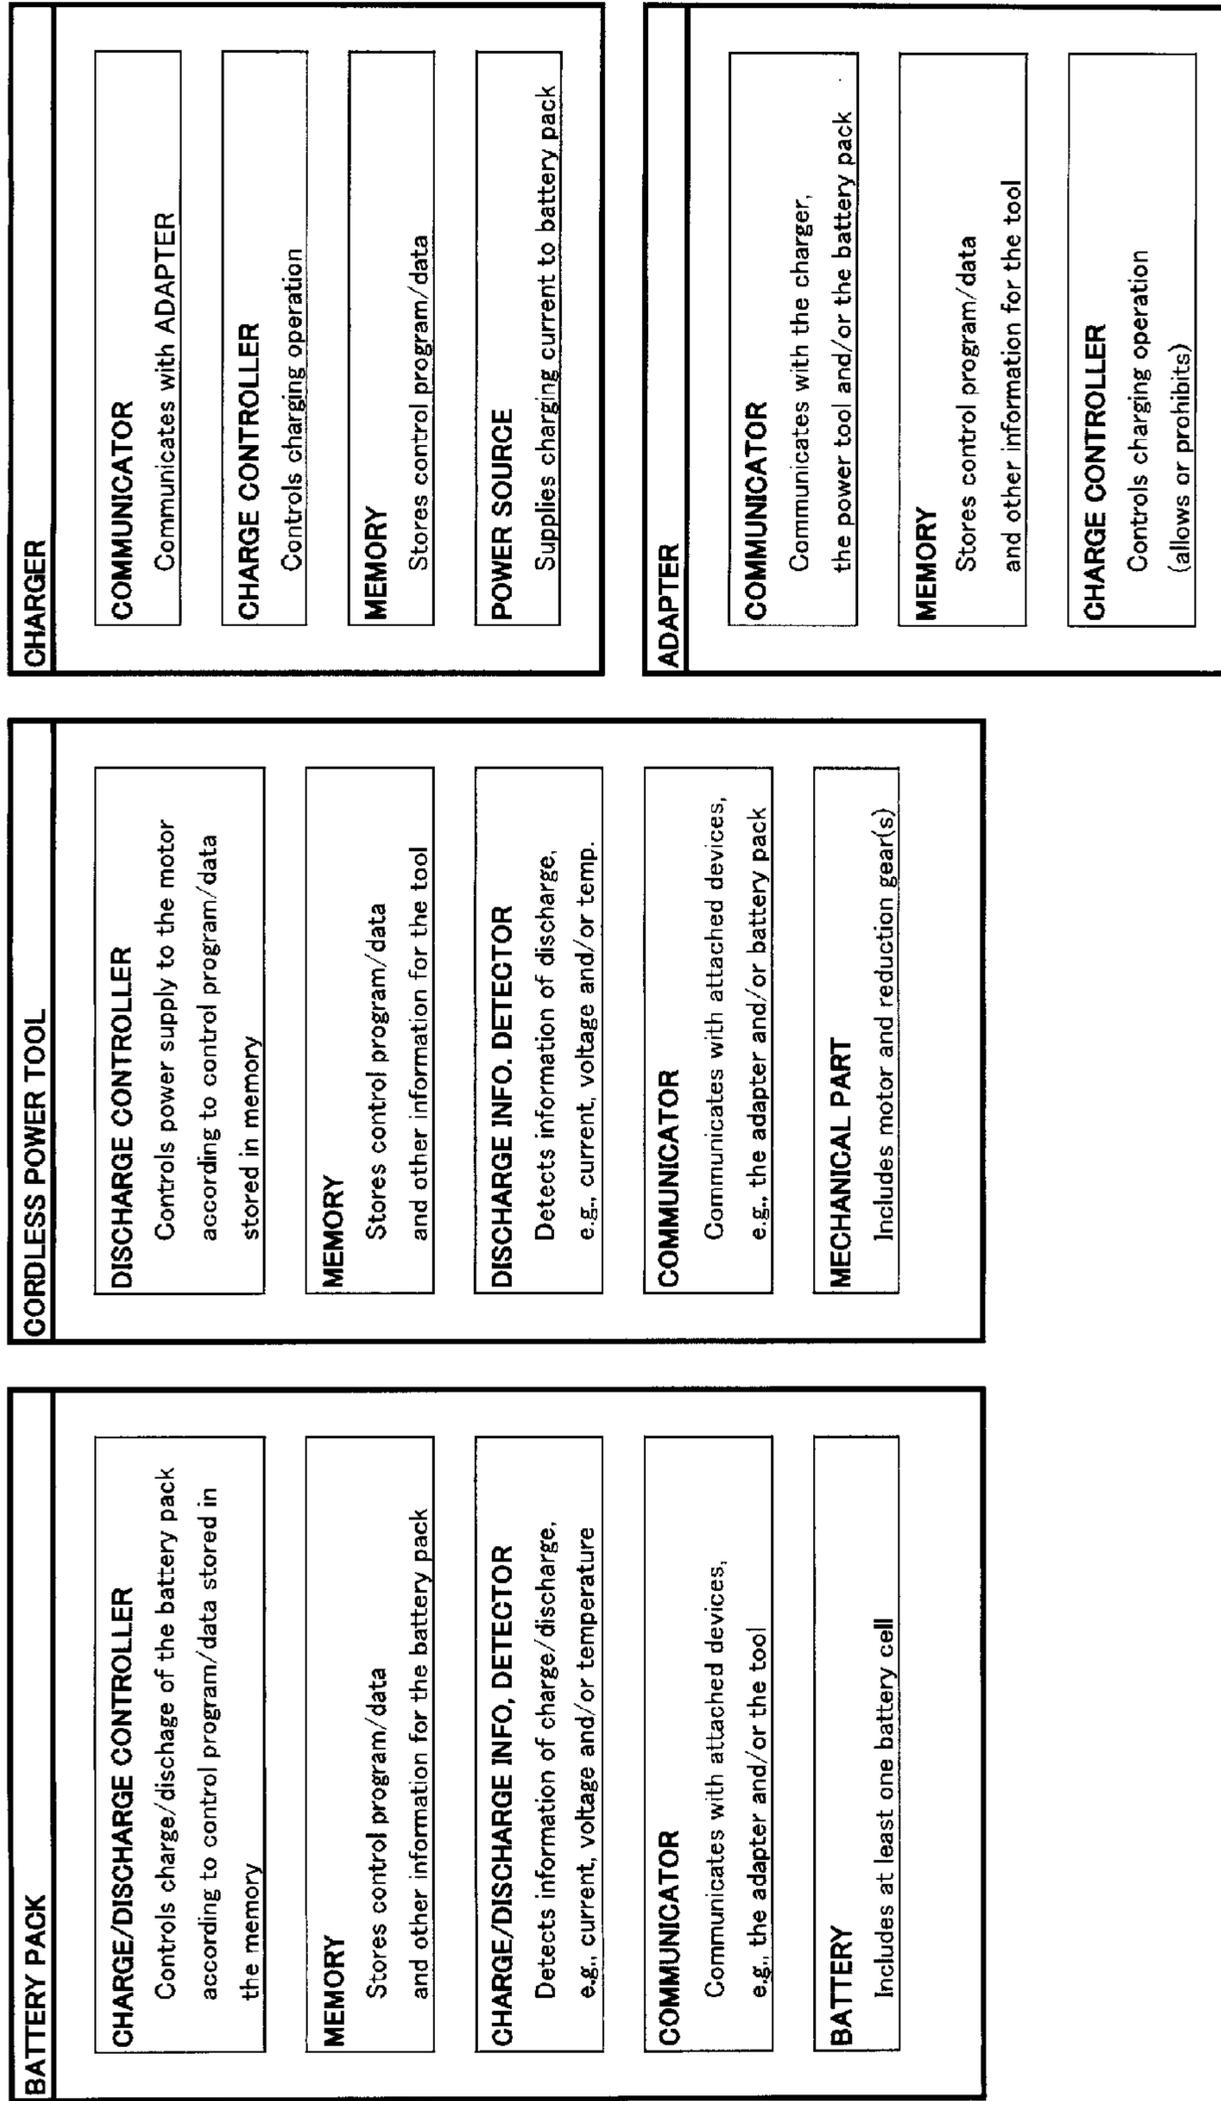 BATTERY PACK
CHARGE/DISCHARGE CONTROLLER
Controls charge/dischage of the battery pack
according to control program/data stored in
the memory
MEMORY
Stores control program/data
and other information for the battery pack
CHARGE/DISCHARGE INFO, DETECTOR
Detects information of charge/discharge,
e.g., current, voltage and/or temperature
COMMUNICATOR
Communicates with attached devices,
e.g., the adapter and/or the tool
BATTERY
Includes at least one battery cell
CORDLESS POWER TOOL
DISCHARGE CONTROLLER
Controls power supply to the motor
according to control program/data
stored in memory
MEMORY
Stores control program/data
and other information for the tool
DISCHARGE INFO. DETECTOR
Detects information of discharge,
e.g., current, voltage and/or temp.
COMMUNICATOR
Communicates with attached devices,
e.g., the adapter and/or battery pack
MECHANICAL PART
Includes motor and reduction gear(s)
CHARGER
COMMUNICATOR
Communicates with ADAPTER
CHARGE CONTROLLER
Controls charging operation
MEMORY
Stores control program/data
POWER SOURCE
Supplies charging current to battery pack
ADAPTER
COMMUNICATOR
Communicates with the charger,
the power tool and/or the battery pack
MEMORY
Stores control program/data
and other information for the tool
CHARGE CONTROLLER
Controls charging operation
(allows or prohibits)